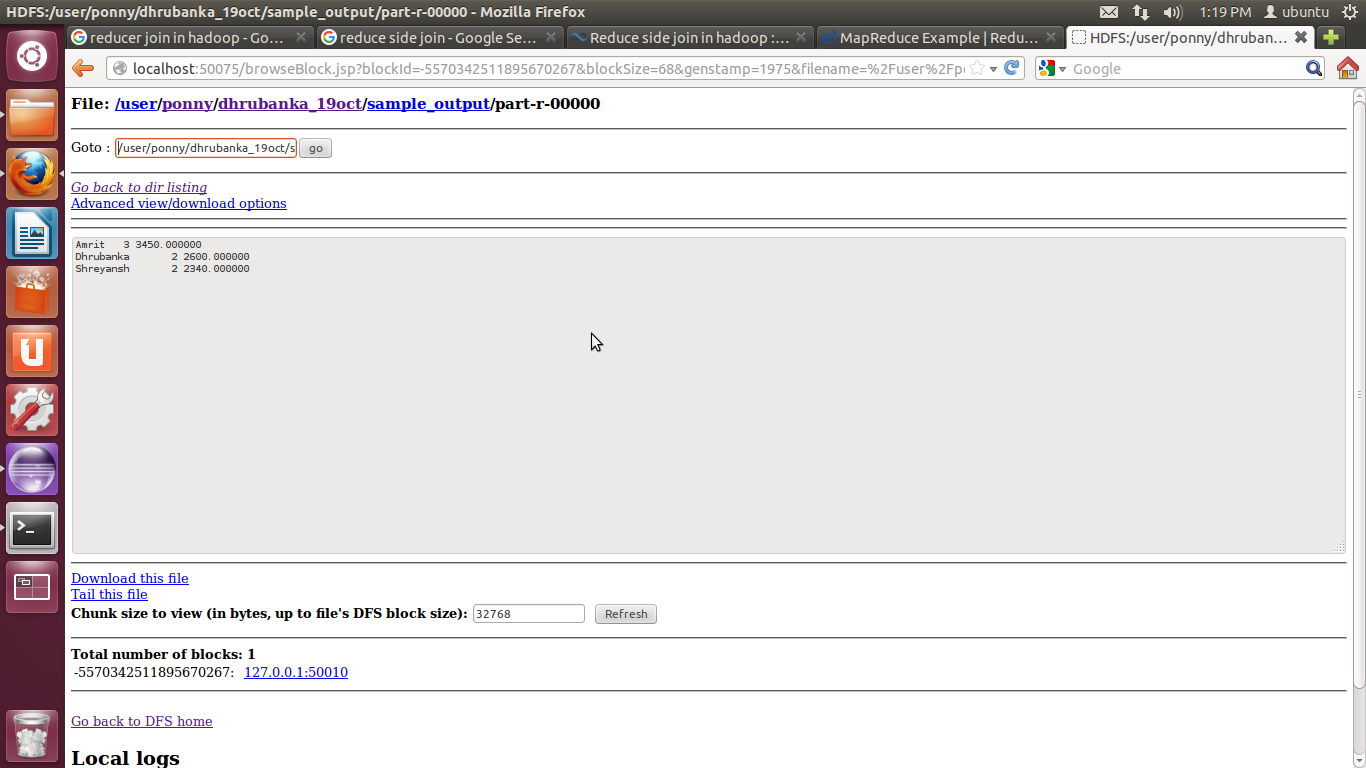 HDFS:/user/ponny/dhrubanka_19oct/sample_output/part-r-00000 - Mozilla Firefox
1:19 PM ubuntu
reducer join in hadoop - Go...
reduce side join - Google Se...
Reduce side join in hadoop :...
MapReduce Example | Redu...
HDFS:/user/ponny/dhruban...
localhost:50075/browseBlock.jsp?blockId=-5570342511895670267&blockSize=68&genstamp=1975&filename=%2Fuser%2Fp
Google
File: /user/ponny/dhrubanka_19oct/sample_output/part-r-00000
Goto : /user/ponny/dhrubanka_19oct/s go
Go back to dir listing
Advanced view/download options
Amrit 3 3450.000000
Dhrubanka 2 2600.000000
Shreyansh 2 2340.000000
Download this file
Tail this file
Chunk size to view (in bytes, up to file's DFS block size): 32768 Refresh
Total number of blocks: 1
-5570342511895670267: 127.0.0.1:50010
Go back to DFS home
Local logs